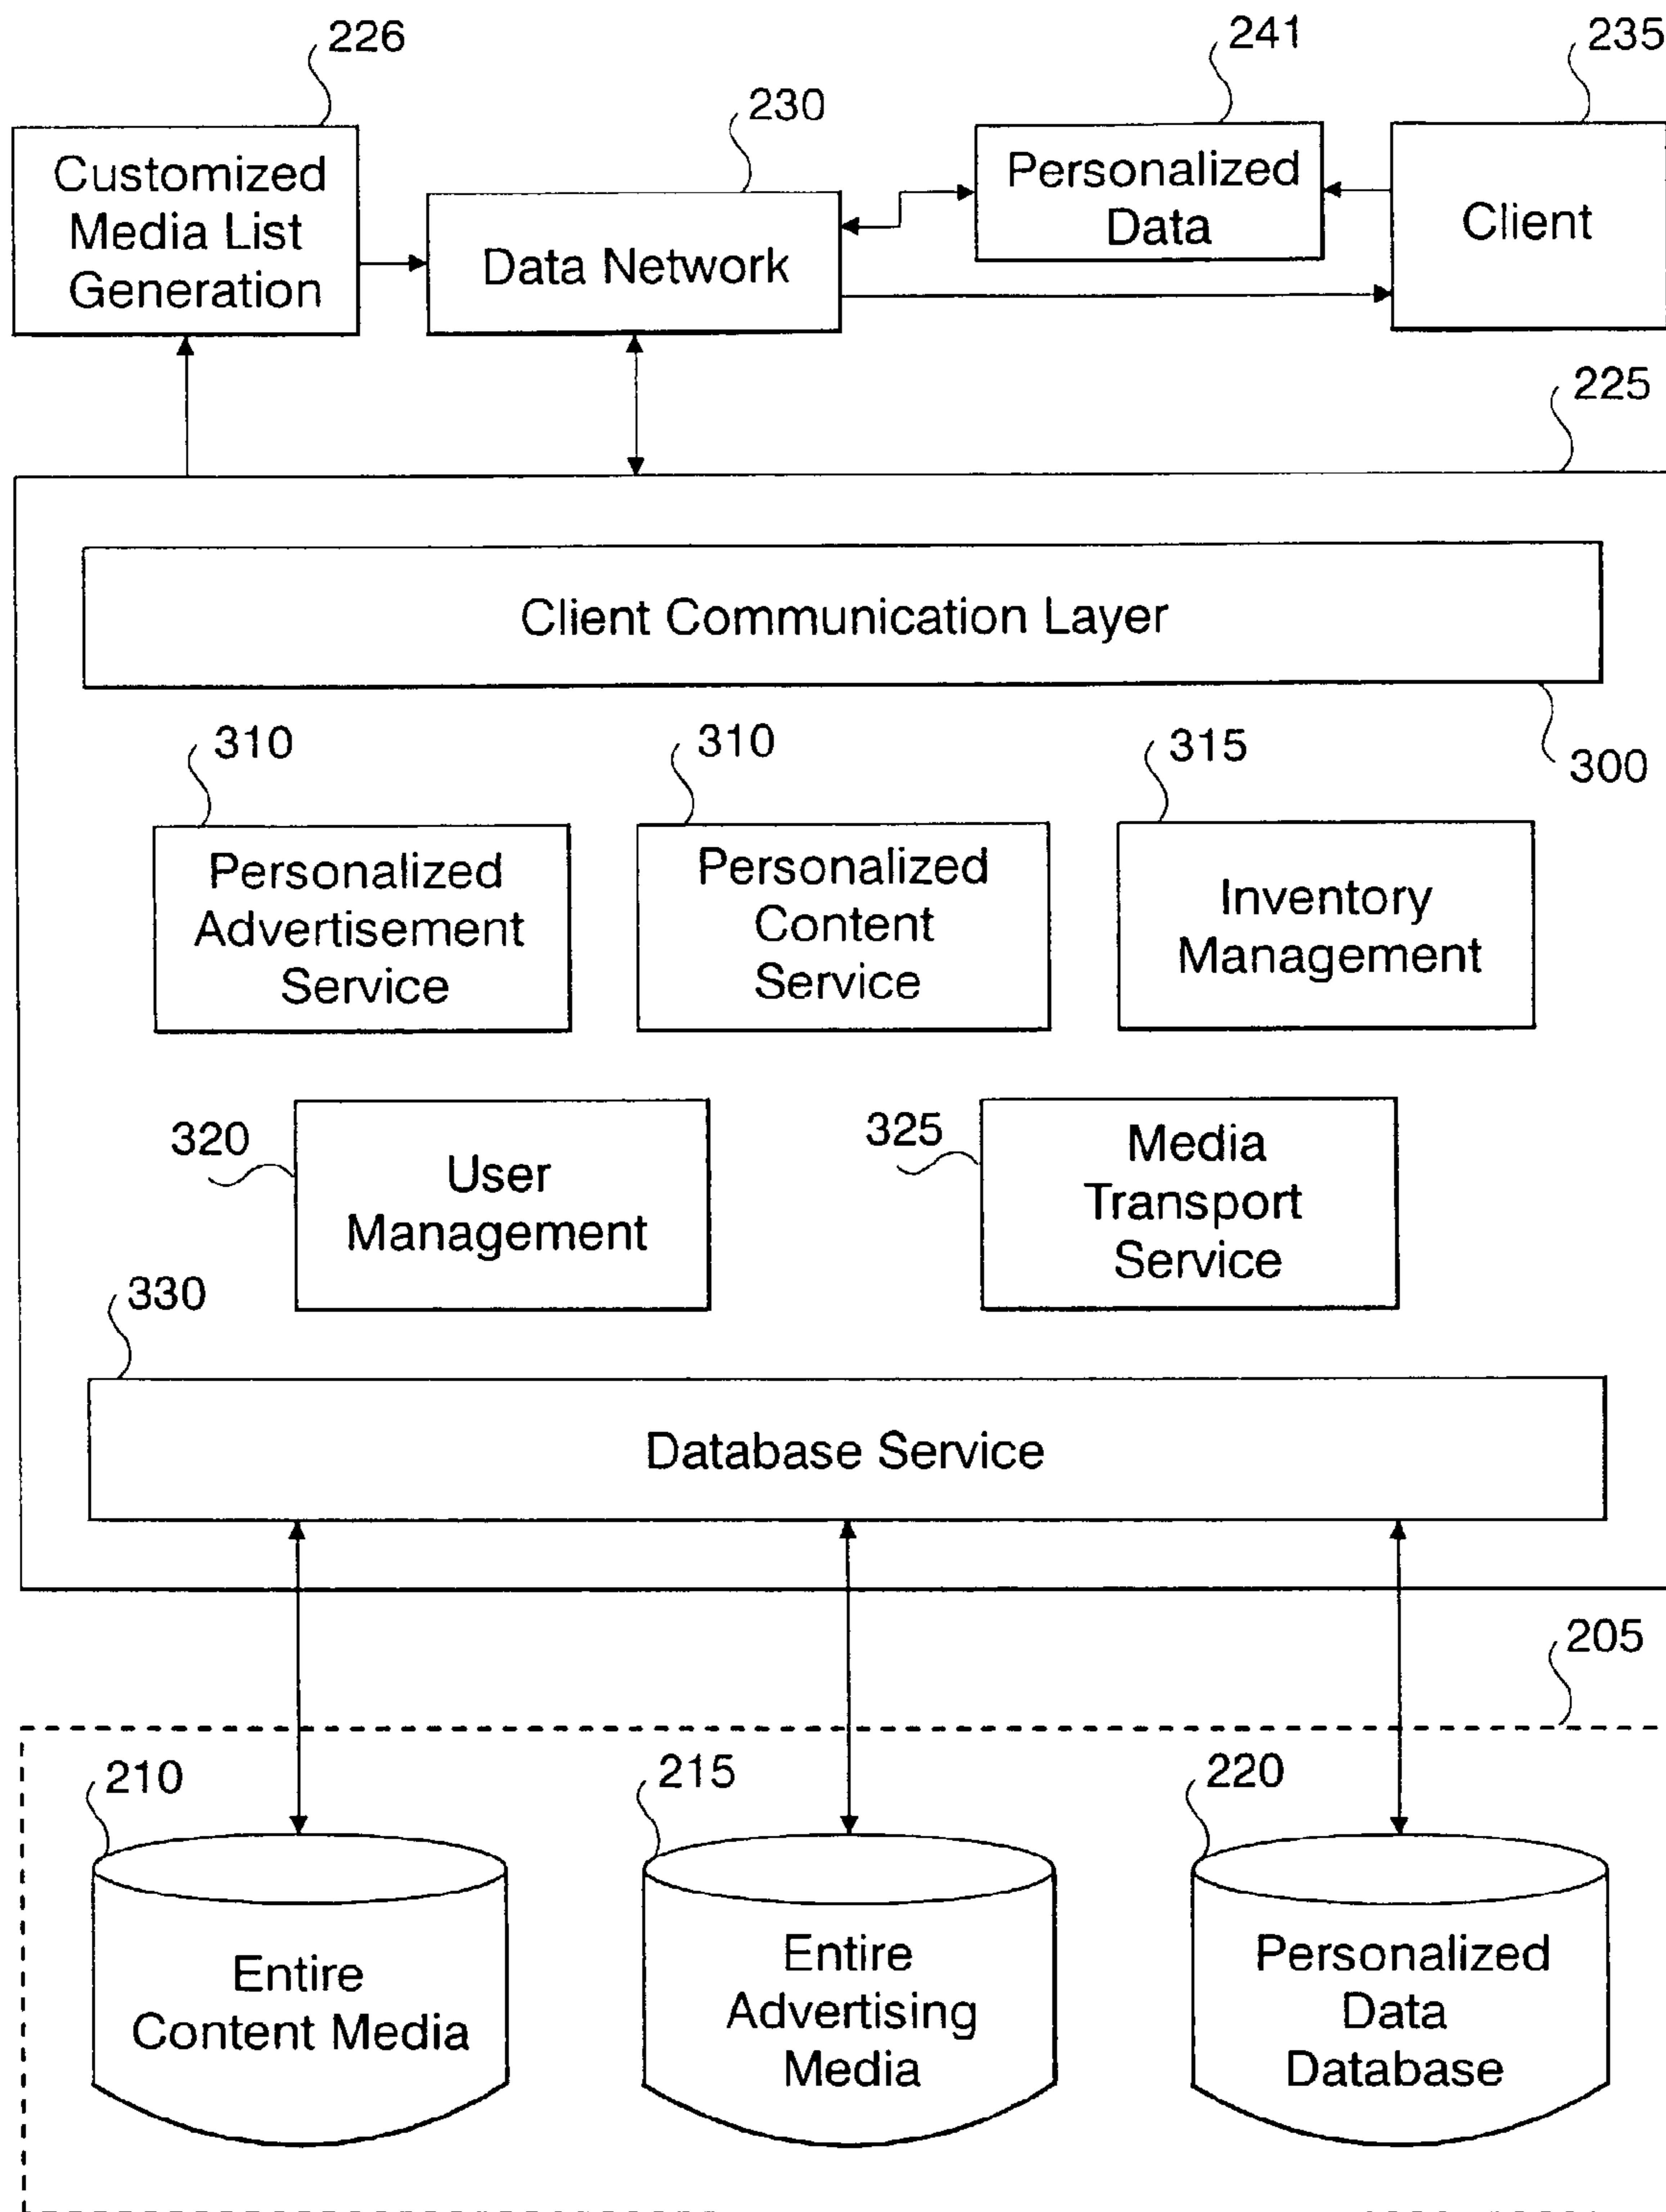 226
241
235
230
Customized
Media List
Generation
Data Network
Personalized
Data
Client
225
Client Communication Layer
300
310
310
315
Personalized
Advertisement
Service
Personalized
Content
Service
Inventory
Management
320
User
Management
325
Media
Transport
Service
330
Database Service
205
210
215
220
Entire
Content Media
Entire
Advertising
Media
Personalized
Data
Database